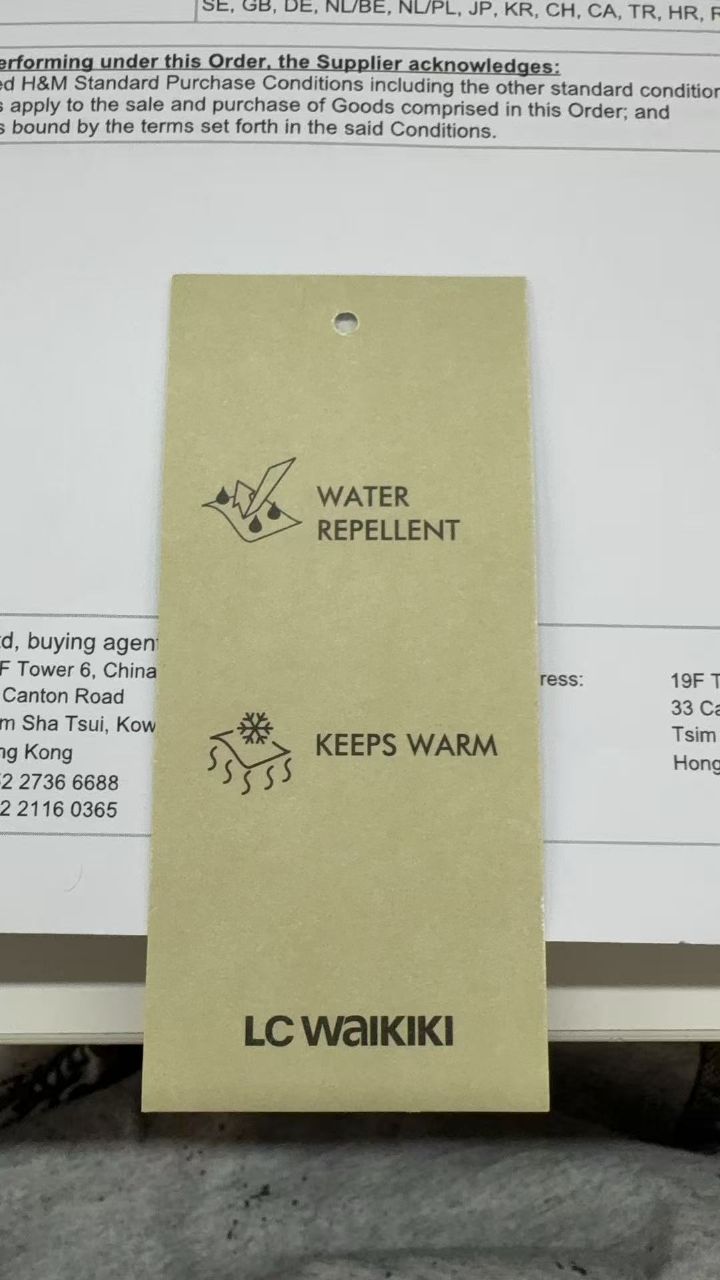 SE, GB, DE, NL/BE, NL/PL, JP, KR, CH, CA, TR, HR,
erforming under this Order, the Supplier acknowledges:
ed H&M Standard Purchase Conditions including the other standard condition
s apply to the sale and purchase of Goods comprised in this Order; and
s bound by the terms set forth in the said Conditions.
WATER
REPELLENT
td, buying agent
F Tower 6, China
Canton Road
m Sha Tsui, Kow
ng Kong
2 2736 6688
2 2116 0365
ress:
19F T
33 Ca
Tsim
Hong
KEEPS WARM
LC WAIKIKI